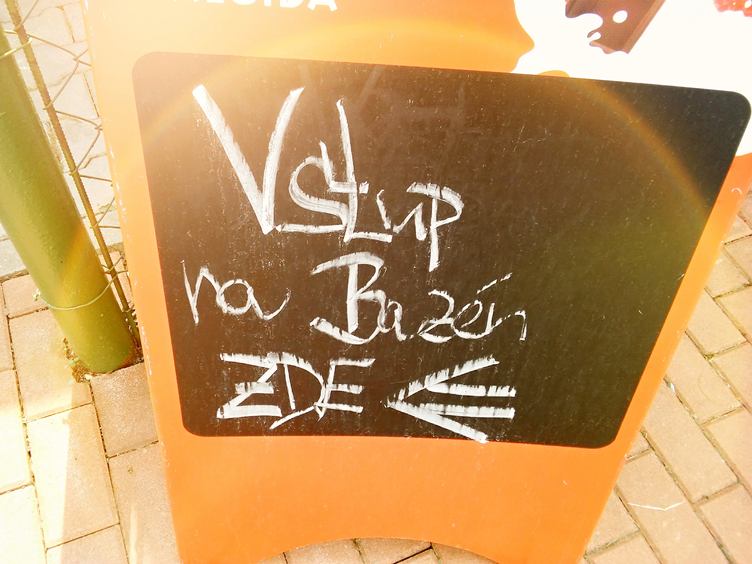 Vstup
na Bazén
ZDE ⇐